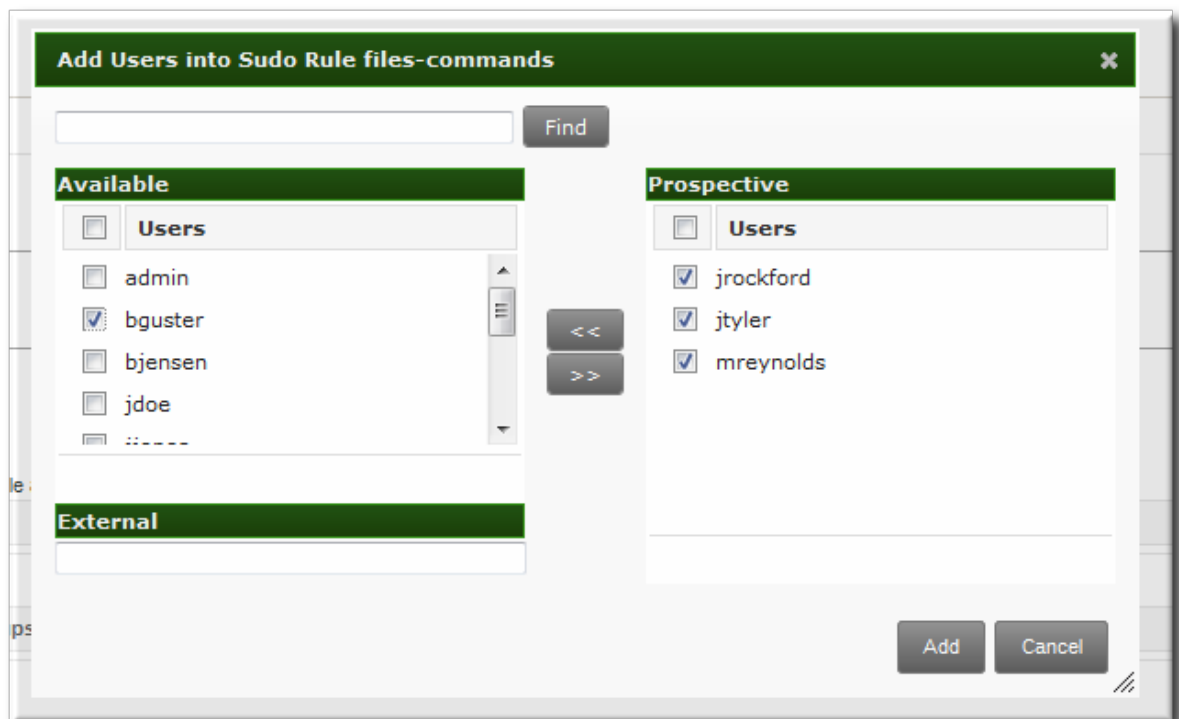 Add Users into Sudo Rule files-commands
Find
Available
Users
admin
bguster
bjensen
jdoe
External
<<
>>
Prospective
Users
jrockford
jtyler
mreynolds
Add
Cancel